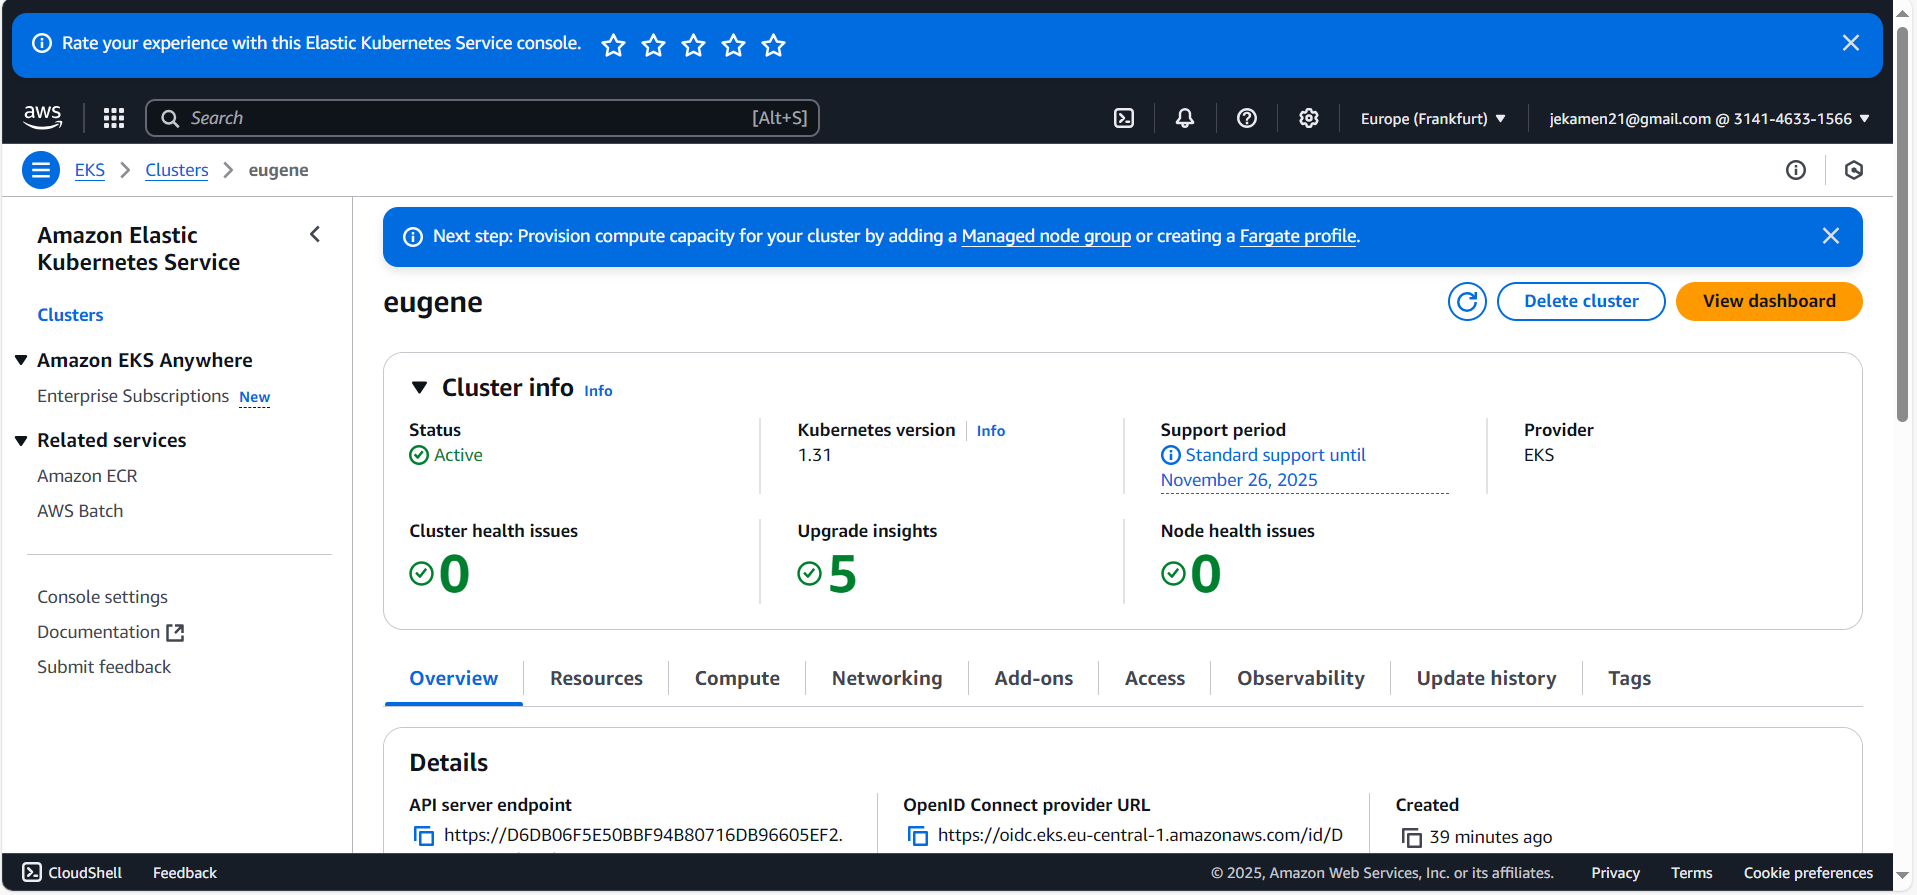 Rate your experience with this Elastic Kubernetes Service console.
aws
Search [Alt+S]
Europe (Frankfurt)
jekamen21@gmail.com @ 3141-4633-1566
EKS
Clusters
eugene
Amazon Elastic
Kubernetes Service
Clusters
Amazon EKS Anywhere
Enterprise Subscriptions New
Related services
Amazon ECR
AWS Batch
Console settings
Documentation
Submit feedback
Next step: Provision compute capacity for your cluster by adding a Managed node group or creating a Fargate profile.
eugene
Delete cluster
View dashboard
Cluster info Info
Status
Active
Kubernetes version Info
1.31
Support period
Standard support until
November 26, 2025
Provider
EKS
Cluster health issues
0
Upgrade insights
5
Node health issues
0
Overview
Resources
Compute
Networking
Add-ons
Access
Observability
Update history
Tags
Details
API server endpoint
https://D6DB06F5E50BBF94B80716DB96605EF2.
OpenID Connect provider URL
https://oidc.eks.eu-central-1.amazonaws.com/id/D
Created
39 minutes ago
CloudShell
Feedback
© 2025, Amazon Web Services, Inc. or its affiliates.
Privacy
Terms
Cookie preferences